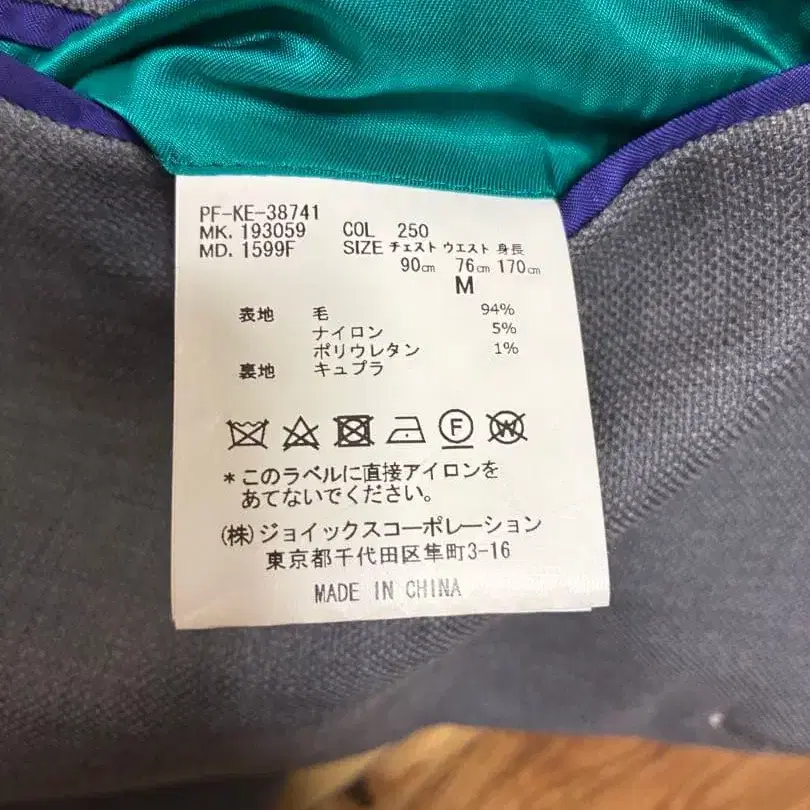 PF-KE-38741
MK. 193059 COL 250
MD. 1599F SIZE チェスト ウエスト 身長
90cm 76cm 170cm
M
表地 毛 94%
ナイロン 5%
ポリウレタン 1%
裏地 キュプラ
F W
*このラベルに直接アイロンを
あてないでください。
(株)ジョイックスコーポレーション
東京都千代田区隼町3-16
MADE IN CHINA